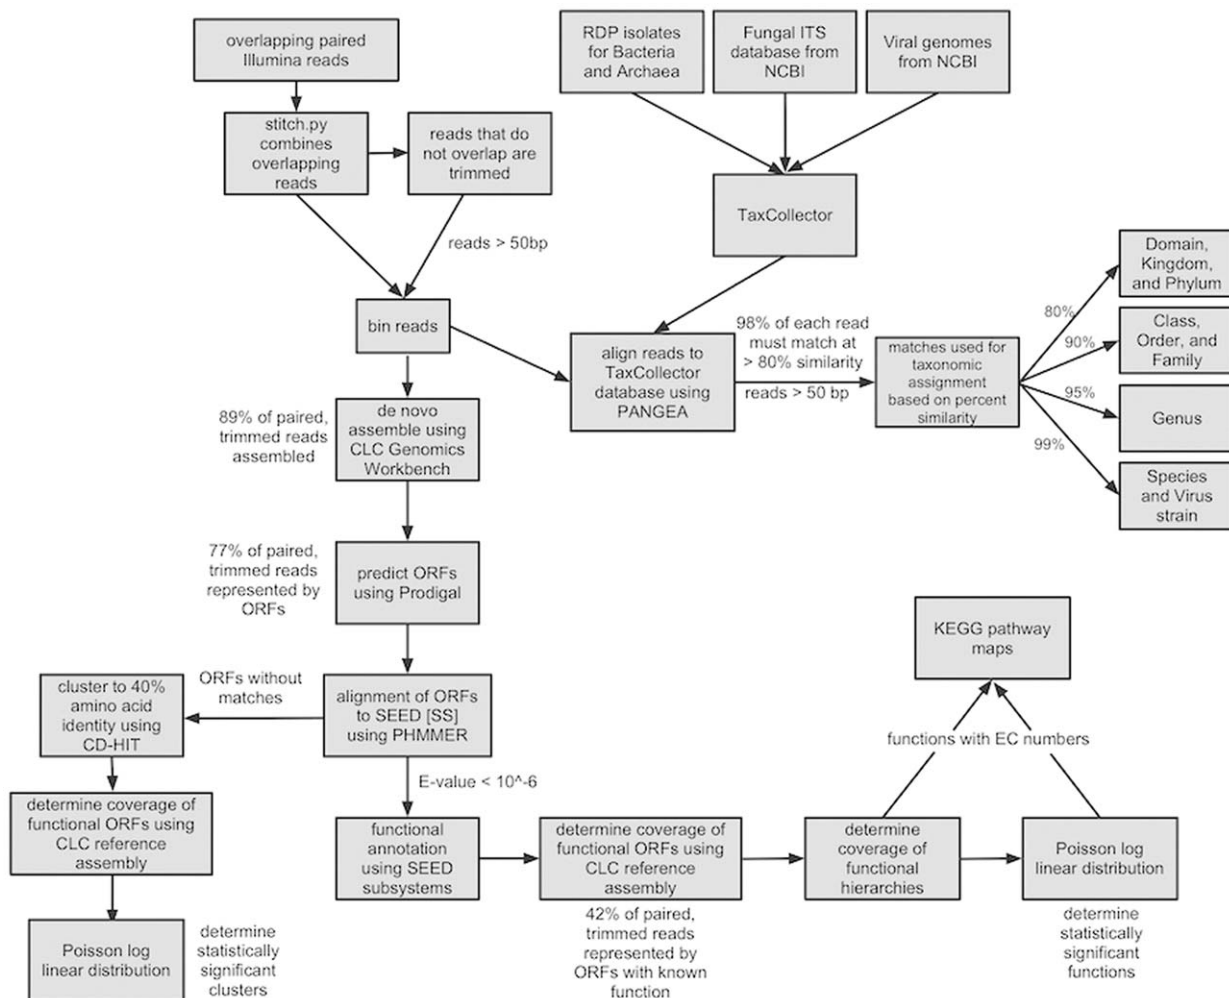 overlapping paired
Illumina reads
RDP isolates
for Bacteria
and Archaea
Fungal ITS
database from
NCBI
Viral genomes
from NCBI
stitch.py
combines
overlapping
reads
reads that do
not overlap are
trimmed
reads > 50bp
TaxCollector
bin reads
align reads to
TaxCollector
database using
PANGEA
98% of each read
must match at
> 80% similarity
reads > 50 bp
matches used for
taxonomic
assignment
based on percent
similarity
80%
90%
95%
99%
Domain,
Kingdom,
and Phylum
Class,
Order, and
Family
Genus
Species
and Virus
strain
89% of paired,
trimmed reads
assembled
de novo
assemble using
CLC Genomics
Workbench
77% of paired,
trimmed reads
represented by
ORFs
predict ORFs
using Prodigal
ORFs without
matches
cluster to 40%
amino acid
identity using
CD-HIT
alignment of ORFs
to SEED [SS]
using PHMMER
E-value < 10^-6
KEGG pathway
maps
functions with EC numbers
determine coverage of
functional ORFs using
CLC reference
assembly
functional
annotation
using SEED
subsystems
determine coverage of
functional ORFs using
CLC reference
assembly
determine
coverage of
functional
hierarchies
Poisson log
linear distribution
42% of paired,
trimmed reads
represented by
ORFs with known
function
determine
statistically
significant
functions
Poisson log
linear distribution
determine
statistically
significant
clusters